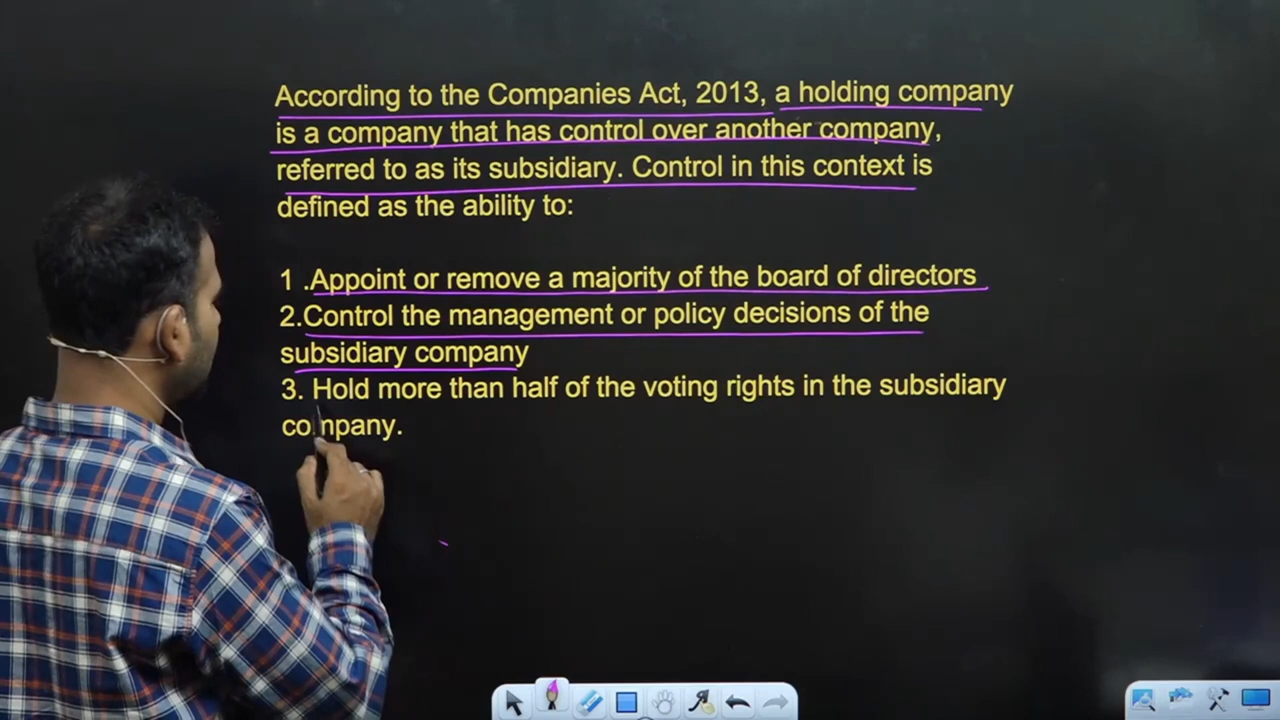 According to the Companies Act, 2013, a holding company
is a company that has control over another company,
referred to as its subsidiary. Control in this context is
defined as the ability to:
1 .Appoint or remove a majority of the board of directors
2.Control the management or policy decisions of the
subsidiary company
3. Hold more than half of the voting rights in the subsidiary
company.